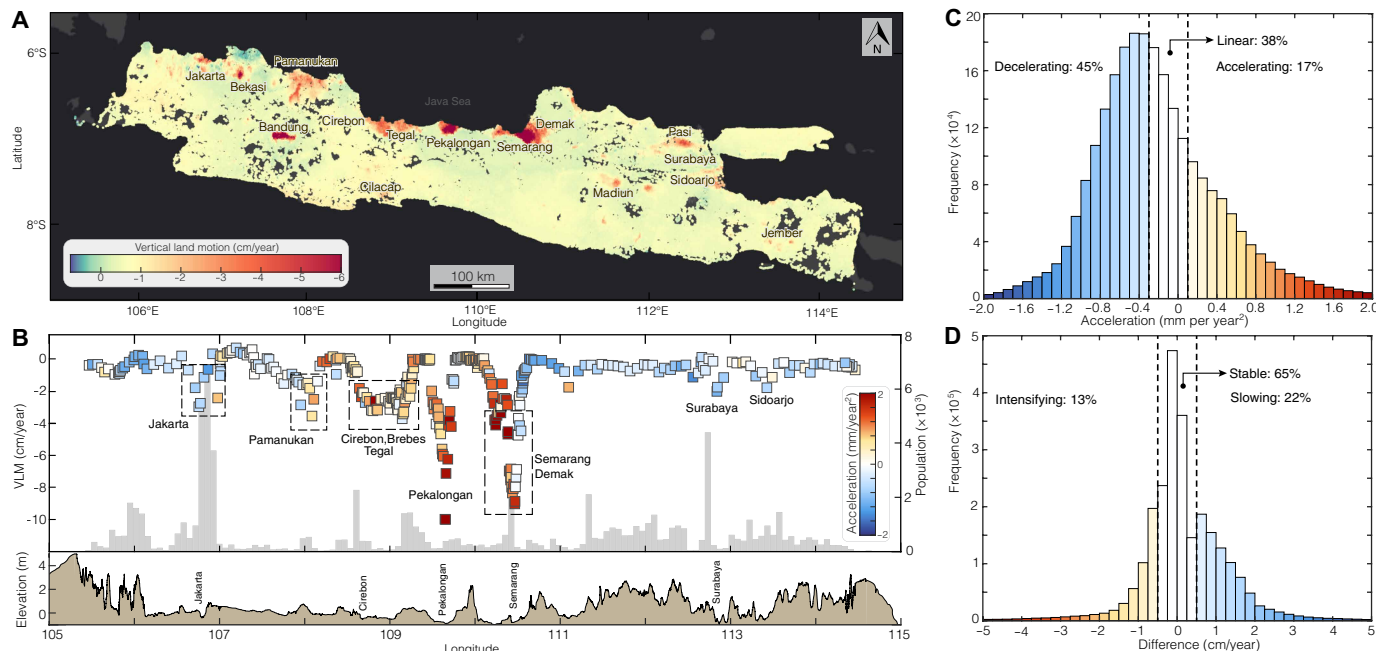 A
N
6°S
8°S
Latitude
Jakarta
Bekasi
Pamanukan
Bandung
Cirebon
Java Sea
Tegal
Pekalongan
Semarang
Demak
Cilacap
Pasi
Surabaya
Sidoarjo
Madiun
Jember
Vertical land motion (cm/year)
0 -1 -2 -3 -4 -5 -6
100 km
106°E 108°E 110°E 112°E 114°E
Longitude
B
VLM (cm/year)
0
-2
-4
-6
-8
-10
Jakarta
Pamanukan
Cirebon,Brebes
Tegal
Pekalongan
Semarang
Demak
Surabaya
Sidoarjo
Acceleration (mm/year²)
2
0
-2
Population (×10³)
8
6
4
2
0
Elevation (m)
4
2
0
Jakarta
Cirebon
Pekalongan
Semarang
Surabaya
105 107 109 111 113 115
Longitude
C
Frequency (×10⁴)
20
16
12
8
4
0
Linear: 38%
Decelerating: 45%
Accelerating: 17%
-2.0 -1.6 -1.2 -0.8 -0.4 0 0.4 0.8 1.2 1.6 2.0
Acceleration (mm per year²)
D
Frequency (×10⁵)
5
4
3
2
1
0
Stable: 65%
Intensifying: 13%
Slowing: 22%
-5 -4 -3 -2 -1 0 1 2 3 4 5
Difference (cm/year)